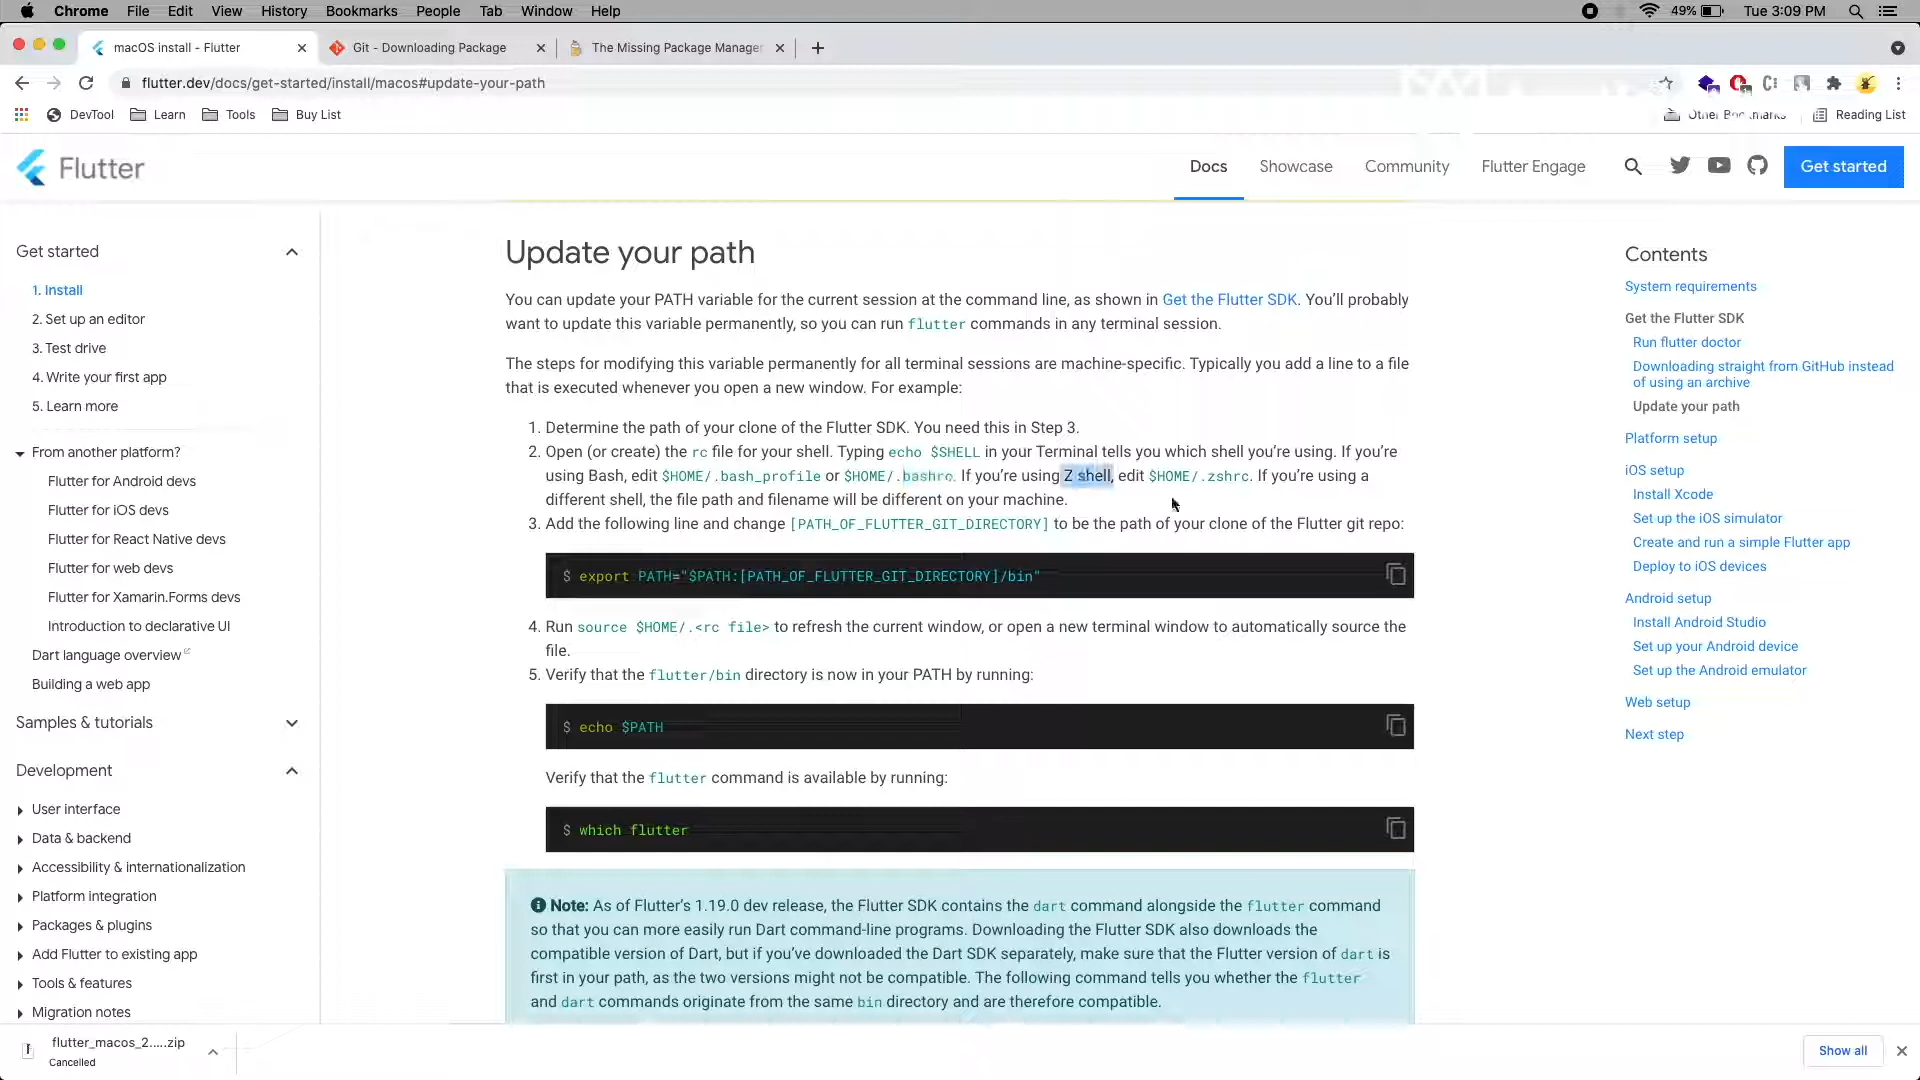 Chrome File Edit View History Bookmarks People Tab Window Help 49% Tue 3:09 PM
macOS install - Flutter Git - Downloading Package The Missing Package Manage
flutter.dev/docs/get-started/install/macos#update-your-path
DevTool Learn Tools Buy List Other Bookmarks Reading List
Flutter Docs Showcase Community Flutter Engage Get started
Get started
1. Install
2. Set up an editor
3. Test drive
4. Write your first app
5. Learn more
From another platform?
Flutter for Android devs
Flutter for iOS devs
Flutter for React Native devs
Flutter for web devs
Flutter for Xamarin.Forms devs
Introduction to declarative UI
Dart language overview
Building a web app
Samples & tutorials
Development
User interface
Data & backend
Accessibility & internationalization
Platform integration
Packages & plugins
Add Flutter to existing app
Tools & features
Migration notes
Update your path
You can update your PATH variable for the current session at the command line, as shown in Get the Flutter SDK. You’ll probably
want to update this variable permanently, so you can run flutter commands in any terminal session.
The steps for modifying this variable permanently for all terminal sessions are machine-specific. Typically you add a line to a file
that is executed whenever you open a new window. For example:
1. Determine the path of your clone of the Flutter SDK. You need this in Step 3.
2. Open (or create) the rc file for your shell. Typing echo $SHELL in your Terminal tells you which shell you’re using. If you’re
using Bash, edit $HOME/.bash_profile or $HOME/.bashrc. If you’re using Z shell, edit $HOME/.zshrc. If you’re using a
different shell, the file path and filename will be different on your machine.
3. Add the following line and change [PATH_OF_FLUTTER_GIT_DIRECTORY] to be the path of your clone of the Flutter git repo:
$ export PATH="$PATH:[PATH_OF_FLUTTER_GIT_DIRECTORY]/bin"
4. Run source $HOME/.<rc file> to refresh the current window, or open a new terminal window to automatically source the
file.
5. Verify that the flutter/bin directory is now in your PATH by running:
$ echo $PATH
Verify that the flutter command is available by running:
$ which flutter
Note: As of Flutter’s 1.19.0 dev release, the Flutter SDK contains the dart command alongside the flutter command
so that you can more easily run Dart command-line programs. Downloading the Flutter SDK also downloads the
compatible version of Dart, but if you’ve downloaded the Dart SDK separately, make sure that the Flutter version of dart is
first in your path, as the two versions might not be compatible. The following command tells you whether the flutter
and dart commands originate from the same bin directory and are therefore compatible.
Contents
System requirements
Get the Flutter SDK
Run flutter doctor
Downloading straight from GitHub instead
of using an archive
Update your path
Platform setup
iOS setup
Install Xcode
Set up the iOS simulator
Create and run a simple Flutter app
Deploy to iOS devices
Android setup
Install Android Studio
Set up your Android device
Set up the Android emulator
Web setup
Next step
flutter_macos_2.....zip
Cancelled
Show all